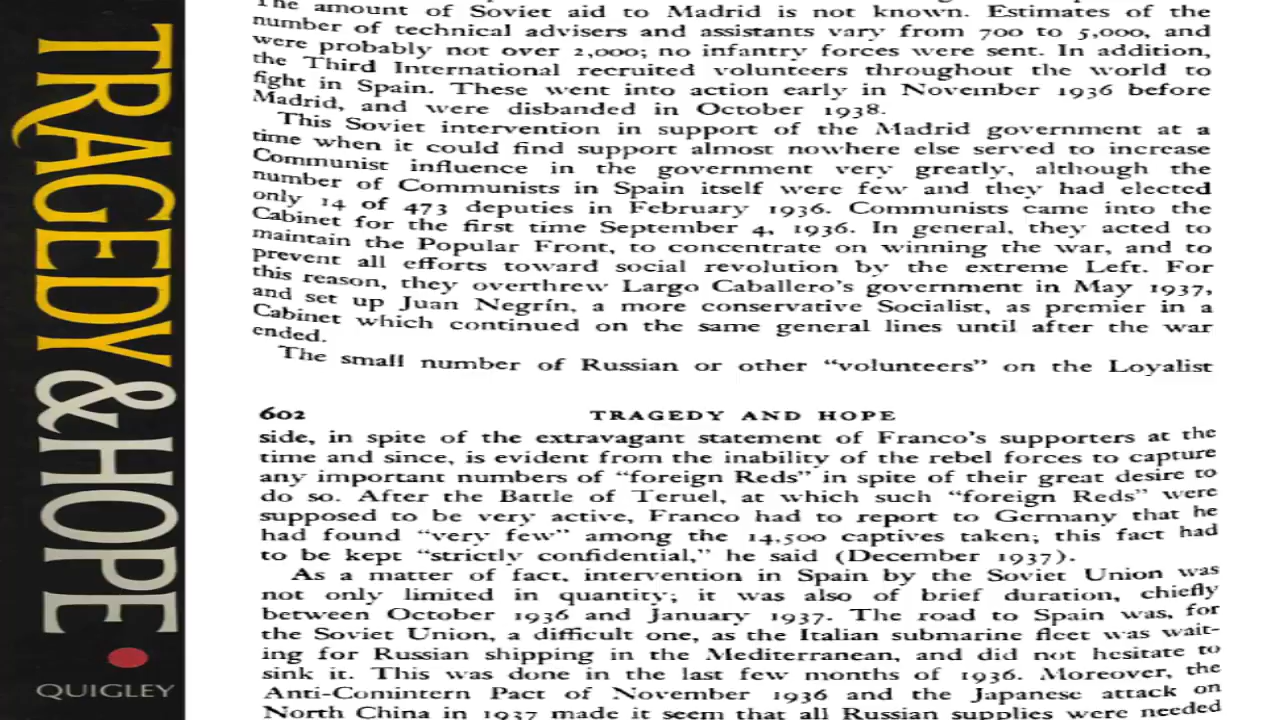 TRAGEDY & HOPE
QUIGLEY
The amount of Soviet aid to Madrid is not known. Estimates of the
number of technical advisers and assistants vary from 700 to 5,000, and
were probably not over 2,000; no infantry forces were sent. In addition,
the Third International recruited volunteers throughout the world to
fight in Spain. These went into action early in November 1936 before
Madrid, and were disbanded in October 1938.
This Soviet intervention in support of the Madrid government at a
time when it could find support almost nowhere else served to increase
Communist influence in the government very greatly, although the
number of Communists in Spain itself were few and they had elected
only 14 of 473 deputies in February 1936. Communists came into the
Cabinet for the first time September 4, 1936. In general, they acted to
maintain the Popular Front, to concentrate on winning the war, and to
prevent all efforts toward social revolution by the extreme Left. For
this reason, they overthrew Largo Caballero's government in May 1937,
and set up Juan Negrín, a more conservative Socialist, as premier in a
Cabinet which continued on the same general lines until after the war
ended.
The small number of Russian or other "volunteers" on the Loyalist
602 TRAGEDY AND HOPE
side, in spite of the extravagant statement of Franco's supporters at the
time and since, is evident from the inability of the rebel forces to capture
any important numbers of "foreign Reds" in spite of their great desire to
do so. After the Battle of Teruel, at which such "foreign Reds" were
supposed to be very active, Franco had to report to Germany that he
had found "very few" among the 14,500 captives taken; this fact had
to be kept "strictly confidential," he said (December 1937).
As a matter of fact, intervention in Spain by the Soviet Union was
not only limited in quantity; it was also of brief duration, chiefly
between October 1936 and January 1937. The road to Spain was, for
the Soviet Union, a difficult one, as the Italian submarine fleet was wait-
ing for Russian shipping in the Mediterranean, and did not hesitate to
sink it. This was done in the last few months of 1936. Moreover, the
Anti-Comintern Pact of November 1936 and the Japanese attack on
North China in 1937 made it seem that all Russian supplies were needed